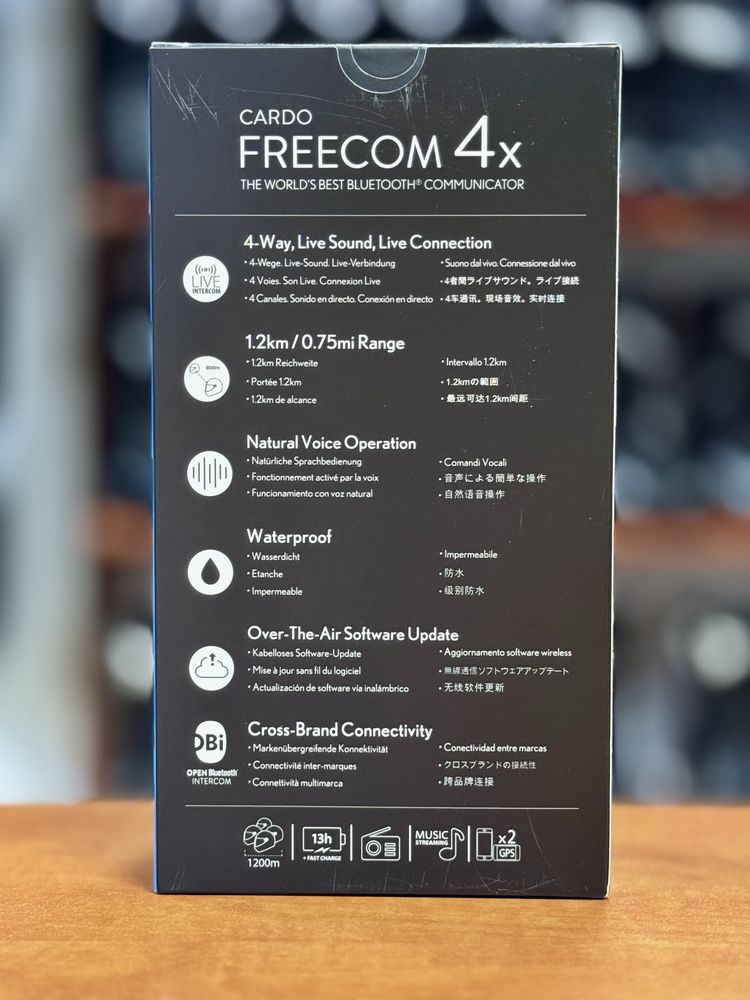 CARDO
FREECOM 4x
THE WORLD'S BEST BLUETOOTH® COMMUNICATOR
LIVE
INTERCOM
4-Way, Live Sound, Live Connection
• 4-Wege. Live-Sound. Live-Verbindung
• 4 Voies. Son Live. Connexion Live
• 4 Canales. Sonido en directo. Conexión en directo
• Suono dal vivo. Connessione dal vivo
• 4者間ライブサウンド。ライブ接続
• 4车通讯。现场音效。实时连接
800m
1.2km / 0.75mi Range
• 1.2km Reichweite
• Portée 1.2km
• 1.2km de alcance
• Intervallo 1.2km
• 1.2kmの範囲
• 最远可达1.2km间距
Natural Voice Operation
• Natürliche Sprachbedienung
• Fonctionnement activé par la voix
• Funcionamiento con voz natural
• Comandi Vocali
• 音声による簡単な操作
• 自然语音操作
Waterproof
• Wasserdicht
• Etanche
• Impermeable
• Impermeabile
• 防水
• 级别防水
Over-The-Air Software Update
• Kabelloses Software-Update
• Mise à jour sans fil du logiciel
• Actualización de software vía inalámbrico
• Aggiornamento software wireless
• 無線通信ソフトウェアアップデート
• 无线软件更新
OBi
OPEN Bluetooth®
INTERCOM
Cross-Brand Connectivity
• Markenübergreifende Konnektivität
• Connectivité inter-marques
• Connettività multimarca
• Conectividad entre marcas
• クロスブランドの接続性
• 跨品牌连接
1200m
13h
+ FAST CHARGE
MUSIC
STREAMING
x2
GPS